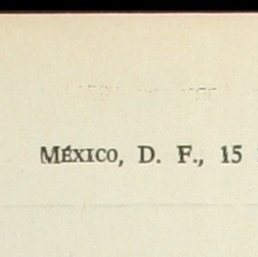 MÉXICO, D. F., 15